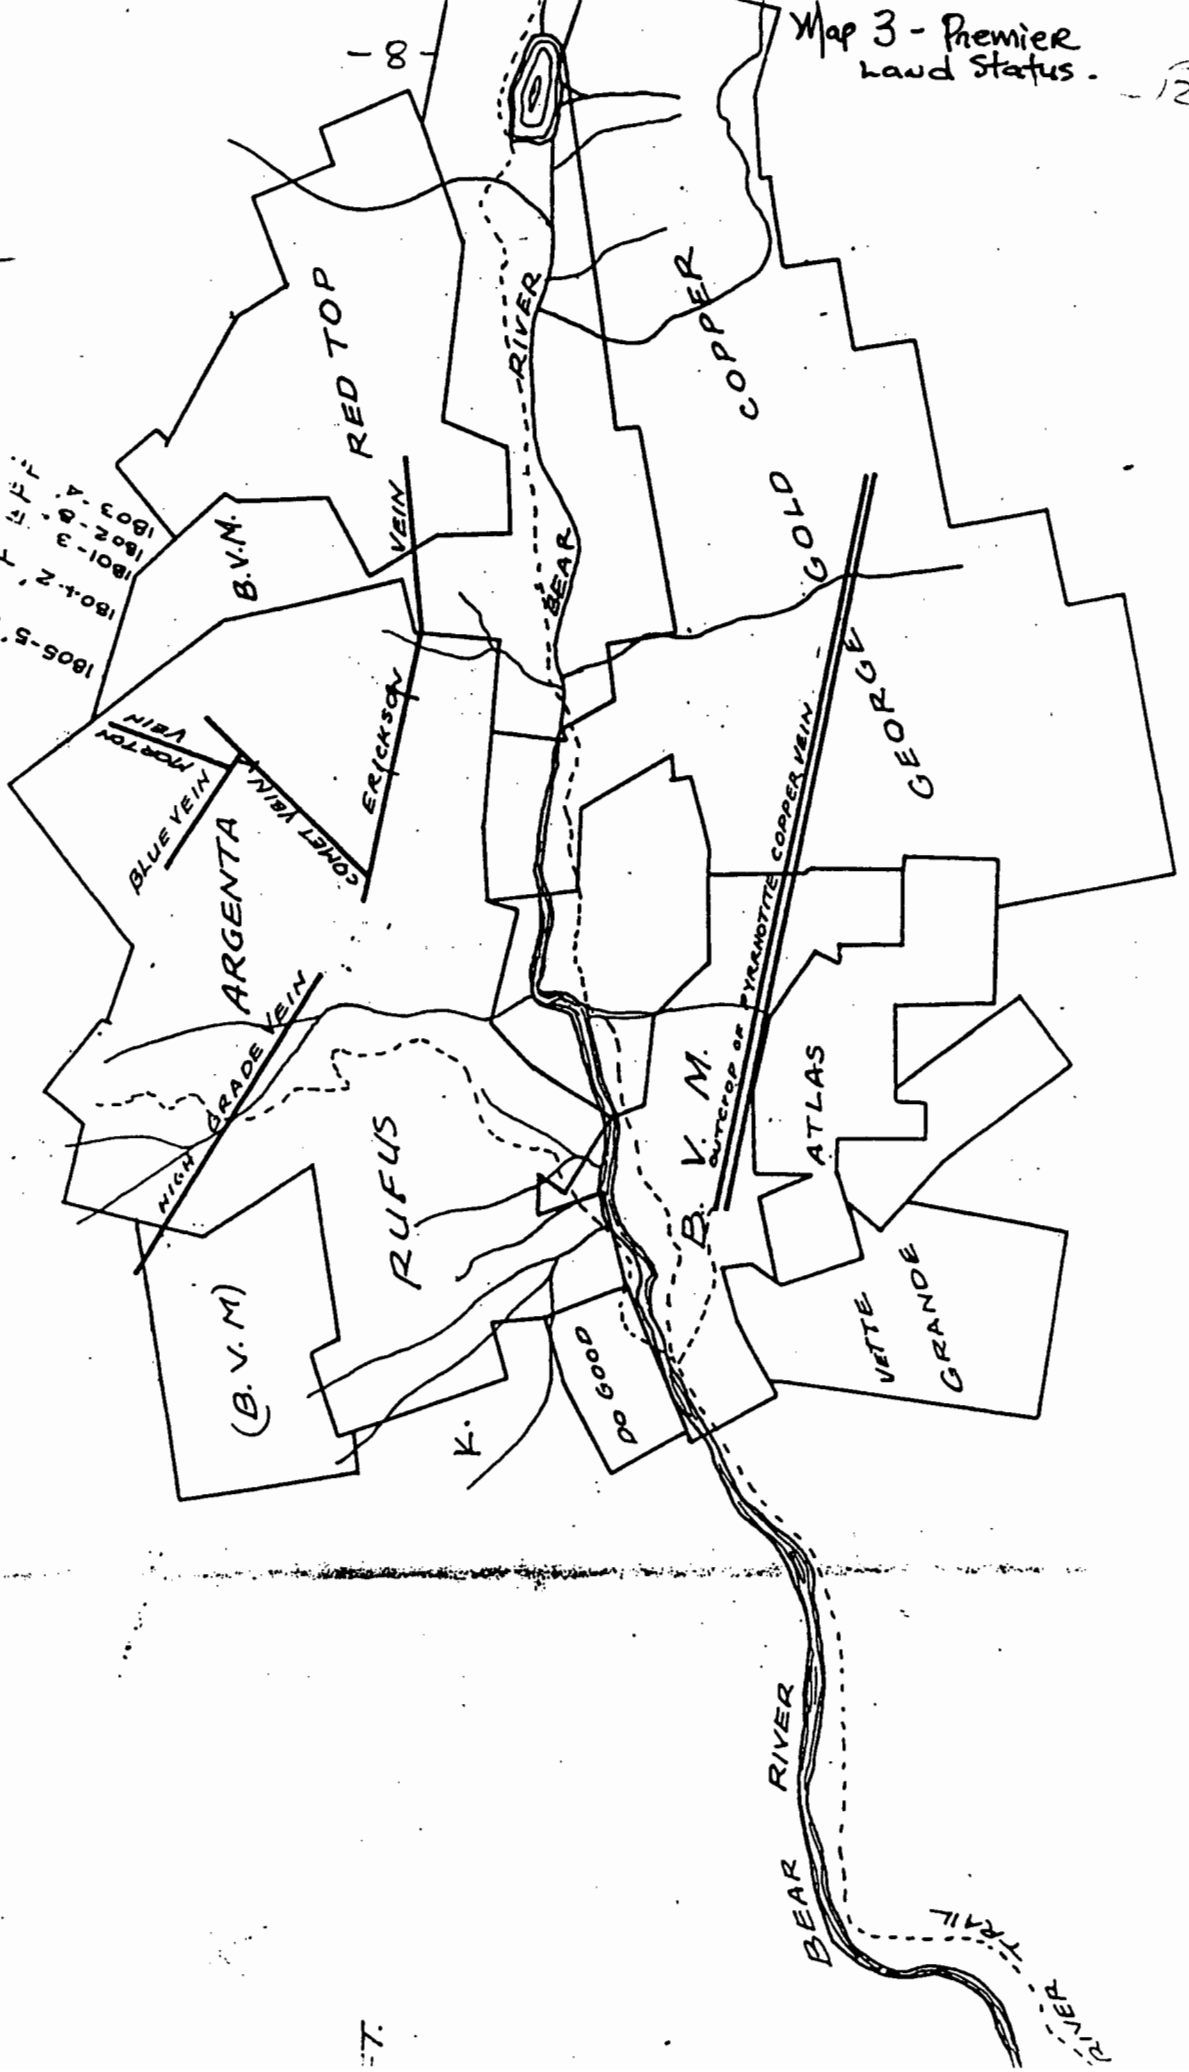 Map 3 - Premier
Land Status.
-8-
RED TOP
RIVER
BEAR
COPPER
GOLD
GEORGE
1803-4'
1802-8'
1801-3
1804-2'
1805-5'
B.V.M.
VEIN
ERICKSON
MORTON
VEIN
BLUE VEIN
COMET VEIN
ARGENTA
HIGH GRADE VEIN
OUTCROP OF PYRRHOTITE COPPER VEIN
B. V. M.
ATLAS
RUFUS
(B.V.M)
K.
DO GOOD
VETTE
GRANDE
BEAR RIVER
RIVER TRAIL
T.